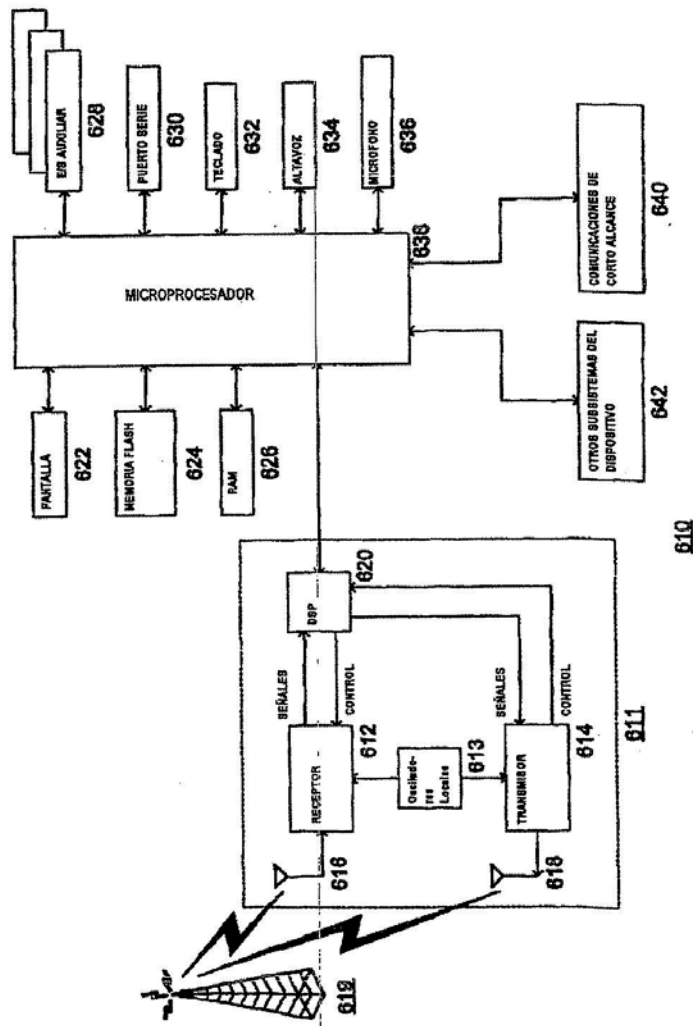 E/S AUXILIAR
628
PUERTO SERIE
630
TECLADO
632
ALTAVOZ
634
MICROFONO
636
MICROPROCESADOR
638
PANTALLA
622
MEMORIA FLASH
624
RAM
626
COMUNICACIONES DE
CORTO ALCANCE
640
OTROS SUBSISTEMAS DEL
DISPOSITIVO
642
610
DSP
620
SEÑALES
CONTROL
RECEPTOR
612
Oscilado-
res
Locales
613
SEÑALES
CONTROL
TRANSMISOR
614
611
616
618
619